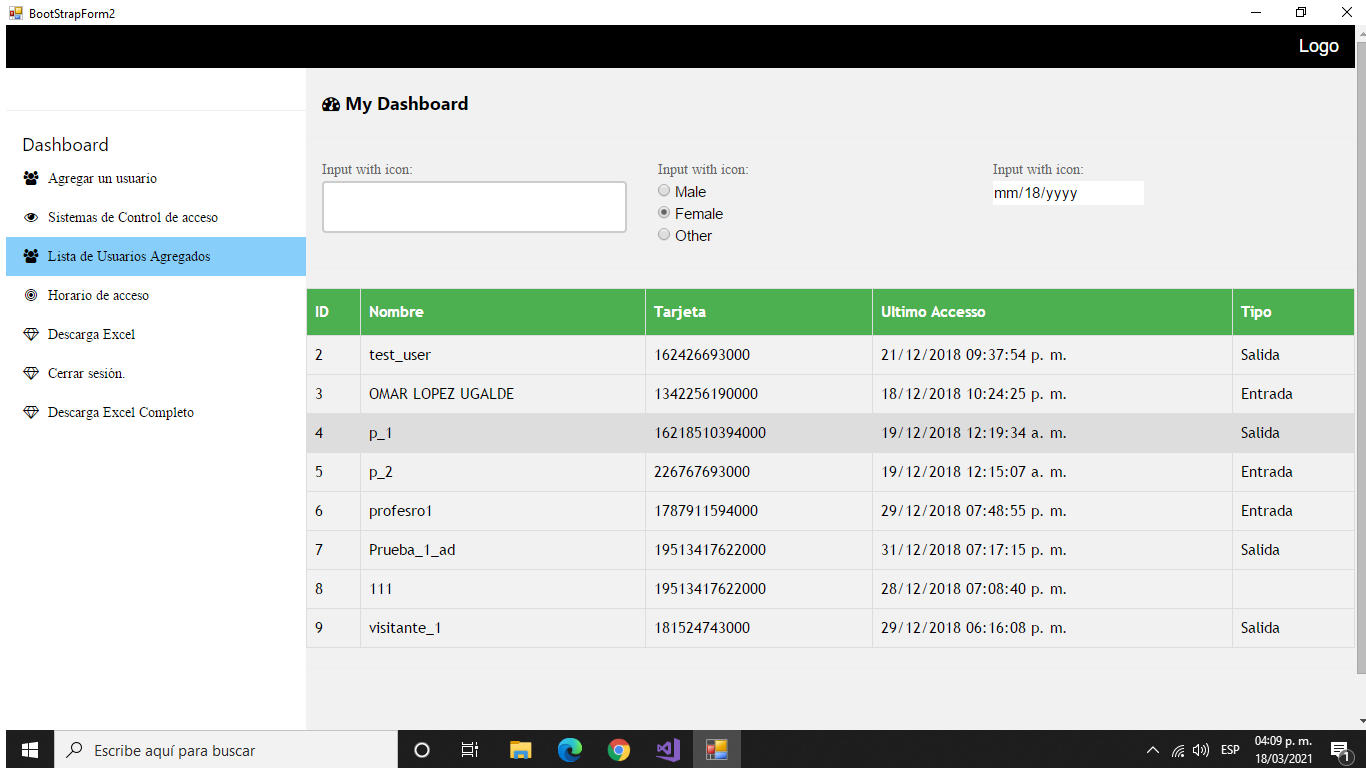 BootStrapForm2
Logo
My Dashboard
Dashboard
Agregar un usuario
Sistemas de Control de acceso
Lista de Usuarios Agregados
Horario de acceso
Descarga Excel
Cerrar sesión.
Descarga Excel Completo
Input with icon:
Input with icon:
Male
Female
Other
Input with icon:
mm/18/yyyy
ID Nombre Tarjeta Ultimo Accesso Tipo
2 test_user 162426693000 21/12/2018 09:37:54 p. m. Salida
3 OMAR LOPEZ UGALDE 1342256190000 18/12/2018 10:24:25 p. m. Entrada
4 p_1 16218510394000 19/12/2018 12:19:34 a. m. Salida
5 p_2 226767693000 19/12/2018 12:15:07 a. m. Entrada
6 profesro1 1787911594000 29/12/2018 07:48:55 p. m. Entrada
7 Prueba_1_ad 19513417622000 31/12/2018 07:17:15 p. m. Salida
8 111 19513417622000 28/12/2018 07:08:40 p. m.
9 visitante_1 181524743000 29/12/2018 06:16:08 p. m. Salida
Escribe aquí para buscar
ESP
04:09 p. m.
18/03/2021
1